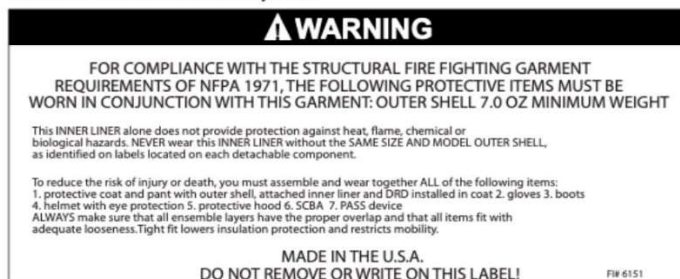 WARNING
FOR COMPLIANCE WITH THE STRUCTURAL FIRE FIGHTING GARMENT
REQUIREMENTS OF NFPA 1971, THE FOLLOWING PROTECTIVE ITEMS MUST BE
WORN IN CONJUNCTION WITH THIS GARMENT: OUTER SHELL 7.0 OZ MINIMUM WEIGHT
This INNER LINER alone does not provide protection against heat, flame, chemical or
biological hazards. NEVER wear this INNER LINER without the SAME SIZE AND MODEL OUTER SHELL,
as identified on labels located on each detachable component.
To reduce the risk of injury or death, you must assemble and wear together ALL of the following items:
1. protective coat and pant with outer shell, attached inner liner and DRD installed in coat 2. gloves 3. boots
4. helmet with eye protection 5. protective hood 6. SCBA 7. PASS device
ALWAYS make sure that all ensemble layers have the proper overlap and that all items fit with
adequate looseness.Tight fit lowers insulation protection and restricts mobility.
MADE IN THE U.S.A.
DO NOT REMOVE OR WRITE ON THIS LABEL!
FI# 6151